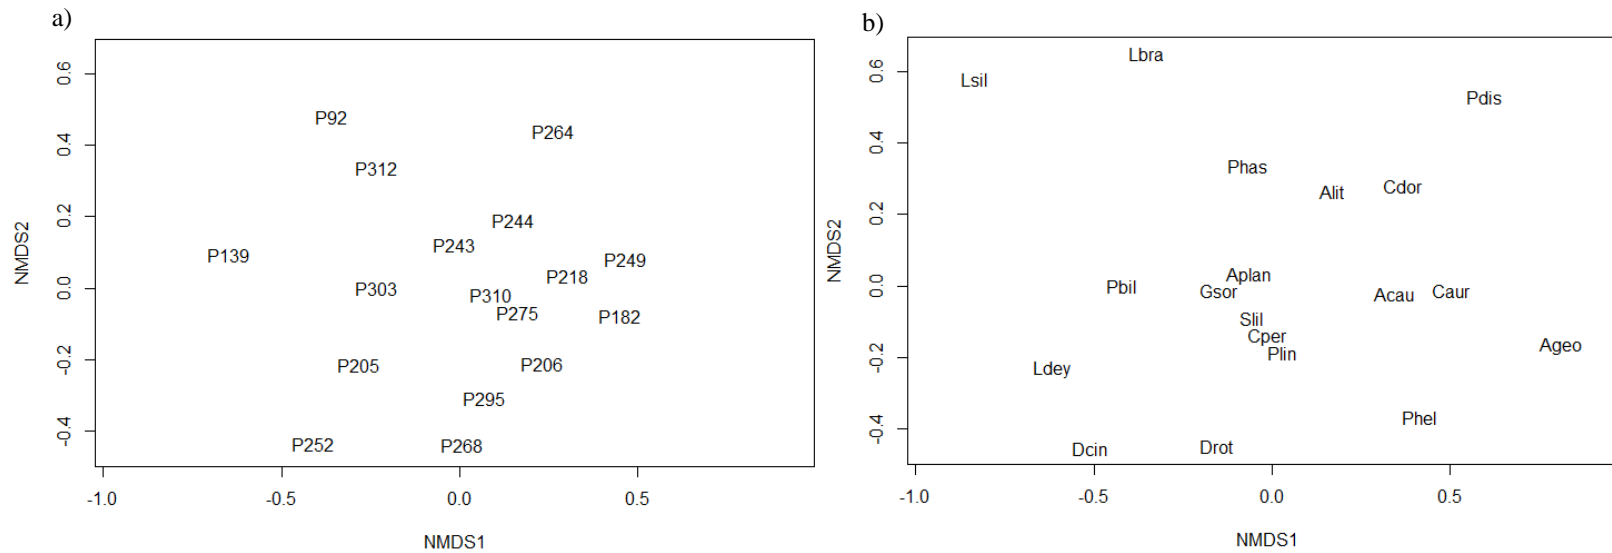 a)
0.6
0.4
0.2
0.0
-0.2
-0.4
NMDS2
P92
P264
P312
P244
P243
P139
P249
P218
P303
P310
P275
P182
P205
P206
P295
P252
P268
-1.0 -0.5 0.0 0.5
NMDS1
b)
0.6
0.4
0.2
0.0
-0.2
-0.4
NMDS2
Lbra
Lsil
Pdis
Phas
Alit
Cdor
Aplan
Pbil
Gsor
Acau
Caur
Slil
Cper
Plin
Ageo
Ldey
Phel
Dcin
Drot
-1.0 -0.5 0.0 0.5
NMDS1